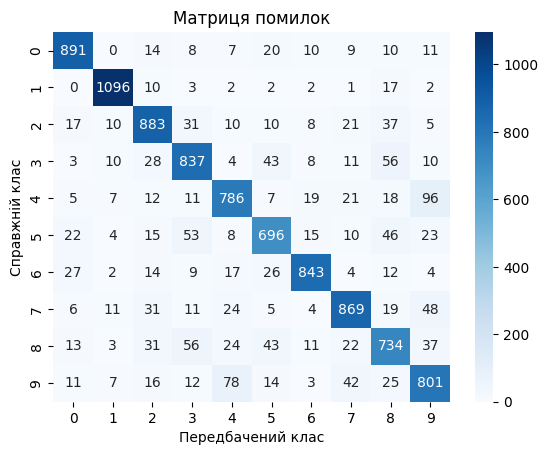 Матриця помилок
0 891 0 14 8 7 20 10 9 10 11
1 0 1096 10 3 2 2 2 1 17 2
2 17 10 883 31 10 10 8 21 37 5
3 3 10 28 837 4 43 8 11 56 10
4 5 7 12 11 786 7 19 21 18 96
5 22 4 15 53 8 696 15 10 46 23
6 27 2 14 9 17 26 843 4 12 4
7 6 11 31 11 24 5 4 869 19 48
8 13 3 31 56 24 43 11 22 734 37
9 11 7 16 12 78 14 3 42 25 801
0 1 2 3 4 5 6 7 8 9
Передбачений клас
Справжній клас
1000
800
600
400
200
0